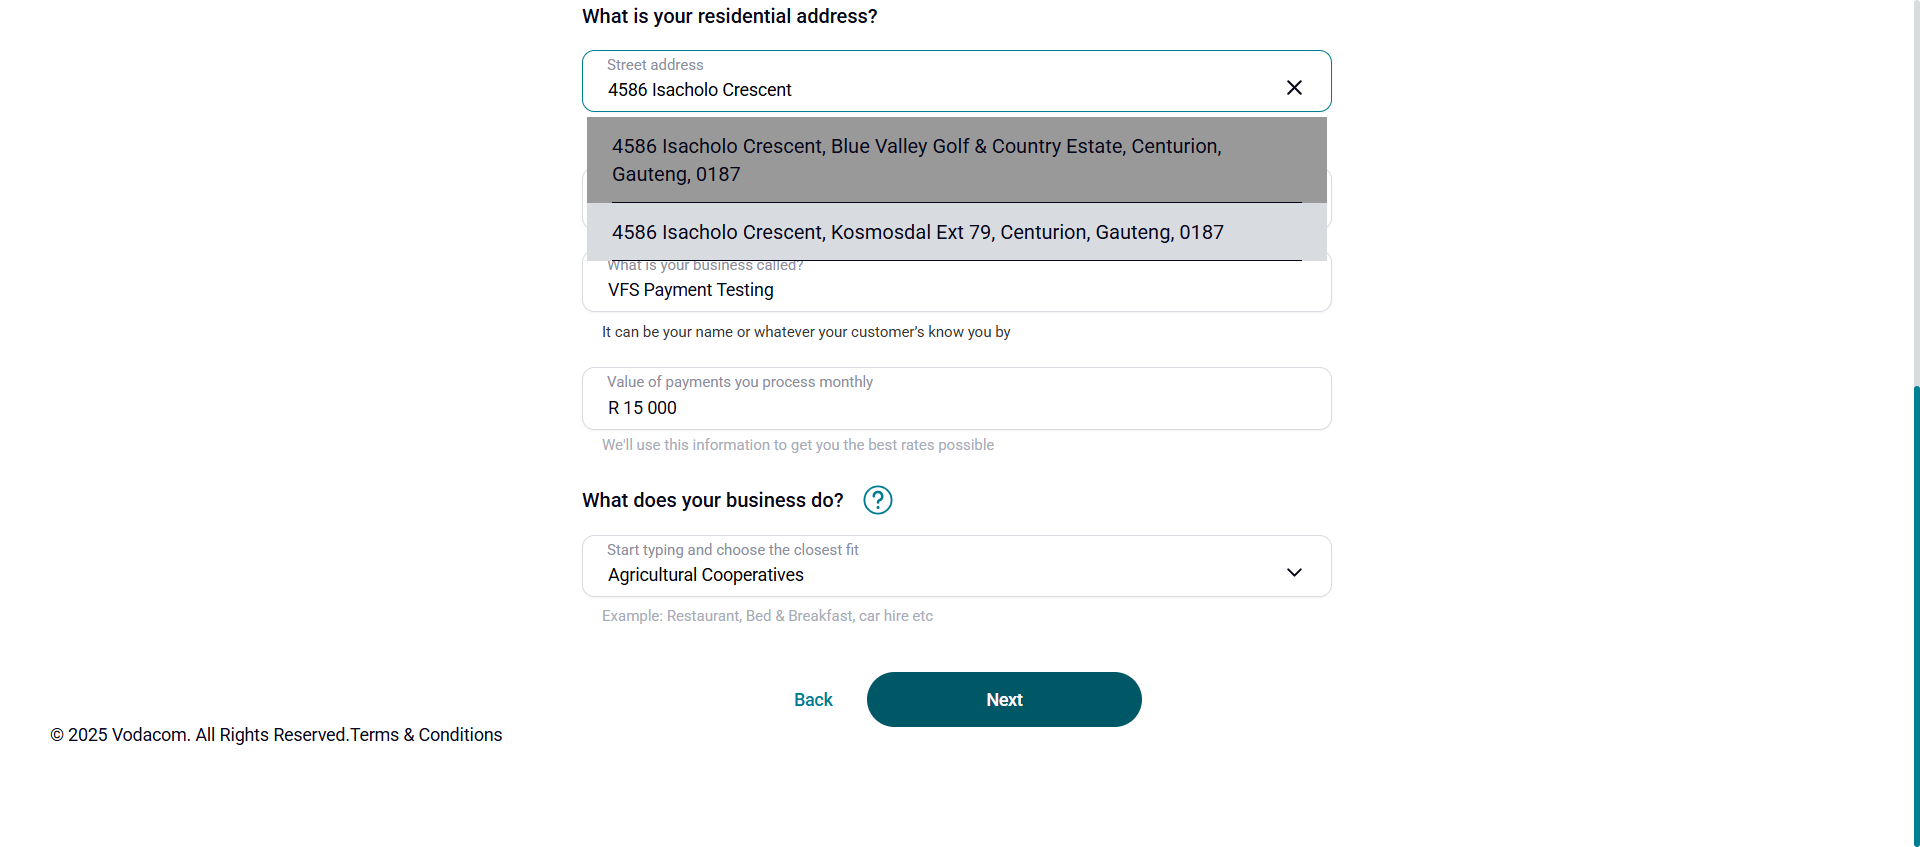 What is your residential address?
Street address
4586 Isacholo Crescent
4586 Isacholo Crescent, Blue Valley Golf & Country Estate, Centurion,
Gauteng, 0187
4586 Isacholo Crescent, Kosmosdal Ext 79, Centurion, Gauteng, 0187
What is your business called?
VFS Payment Testing
It can be your name or whatever your customer’s know you by
Value of payments you process monthly
R 15 000
We'll use this information to get you the best rates possible
What does your business do?
Start typing and choose the closest fit
Agricultural Cooperatives
Example: Restaurant, Bed & Breakfast, car hire etc
Back
Next
© 2025 Vodacom. All Rights Reserved.Terms & Conditions